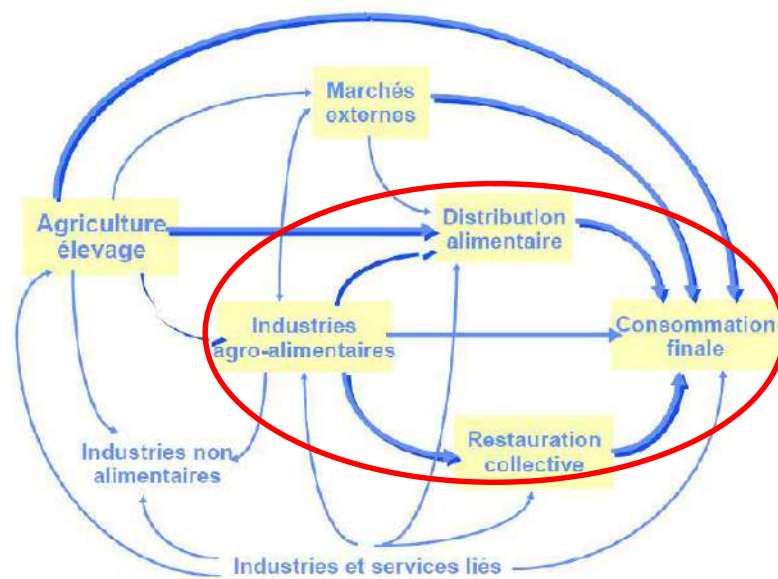 Marchés
externes
Agriculture
élevage
Distribution
alimentaire
Industries
agro-alimentaires
Consommation
finale
Industries non
alimentaires
Restauration
collective
Industries et services liés